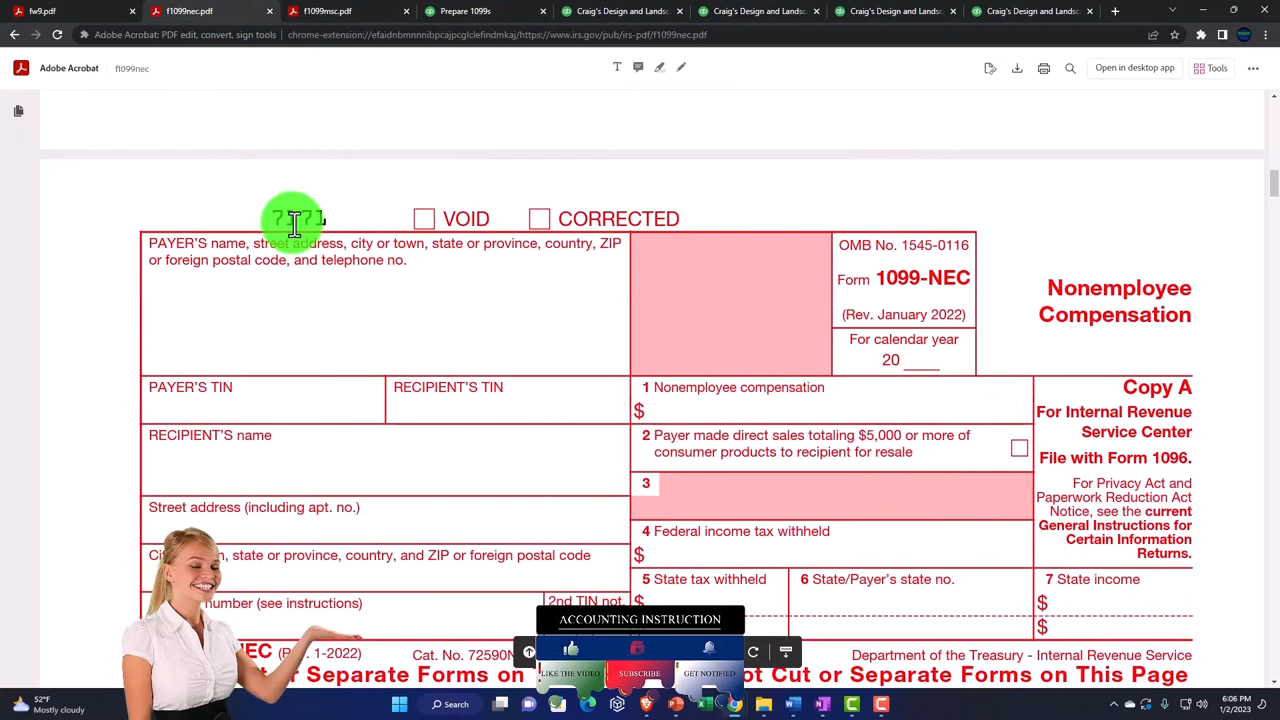 f1099nec.pdf
f1099msc.pdf
Prepare state or provi
Craig's Design and La
Craig's Design and La
Craig's Design and La
Craig's Design and La
Adobe Acrobat: PDF edit, convert, sign tools
chrome-extension://efaidnbmnnnibpcajpcglclefindmkaj/https://www.irs.gov/pub/irs-pdf/f1099nec.pdf
Adobe Acrobat
f1099nec
Open in desktop app
Tools
7171
VOID
CORRECTED
PAYER'S name, street address, city or town, state or province, country, ZIP
or foreign postal code, and telephone no.
OMB No. 1545-0116
Form 1099-NEC
(Rev. January 2022)
For calendar year
20
Nonemployee
Compensation
PAYER'S TIN
RECIPIENT'S TIN
1 Nonemployee compensation
$
Copy A
For Internal Revenue
Service Center
File with Form 1096.
For Privacy Act and
Paperwork Reduction Act
Notice, see the current
General Instructions for
Certain Information
Returns.
RECIPIENT'S name
2 Payer made direct sales totaling $5,000 or more of
consumer products to recipient for resale
3
Street address (including apt. no.)
4 Federal income tax withheld
$
state or province, country, and ZIP or foreign postal code
5 State tax withheld
$
6 State/Payer's state no.
7 State income
$
$
number (see instructions)
2nd TIN not.
ACCOUNTING INSTRUCTION
LIKE THE VIDEO
SUBSCRIBE
GET NOTIFIED
NEC
1-2022)
Cat. No. 72590N
Department of the Treasury - Internal Revenue Service
Separate Forms on
Cut or Separate Forms on This Page
52°F
Mostly cloudy
Search
6:06 PM
1/2/2023